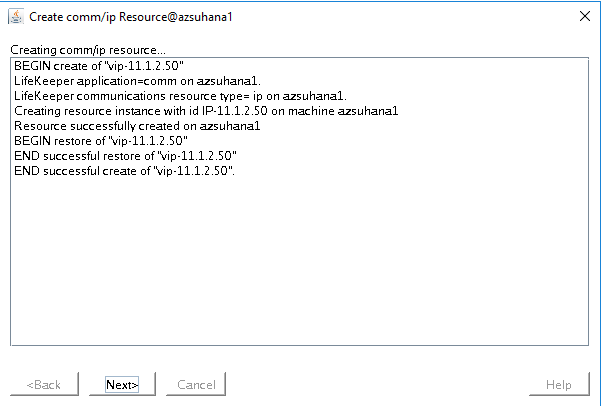 Create comm/ip Resource@azsuhana1
Creating comm/ip resource...
BEGIN create of "vip-11.1.2.50"
LifeKeeper application=comm on azsuhana1.
LifeKeeper communications resource type= ip on azsuhana1.
Creating resource instance with id IP-11.1.2.50 on machine azsuhana1
Resource successfully created on azsuhana1
BEGIN restore of "vip-11.1.2.50"
END successful restore of "vip-11.1.2.50"
END successful create of "vip-11.1.2.50".
<Back Next> Cancel Help